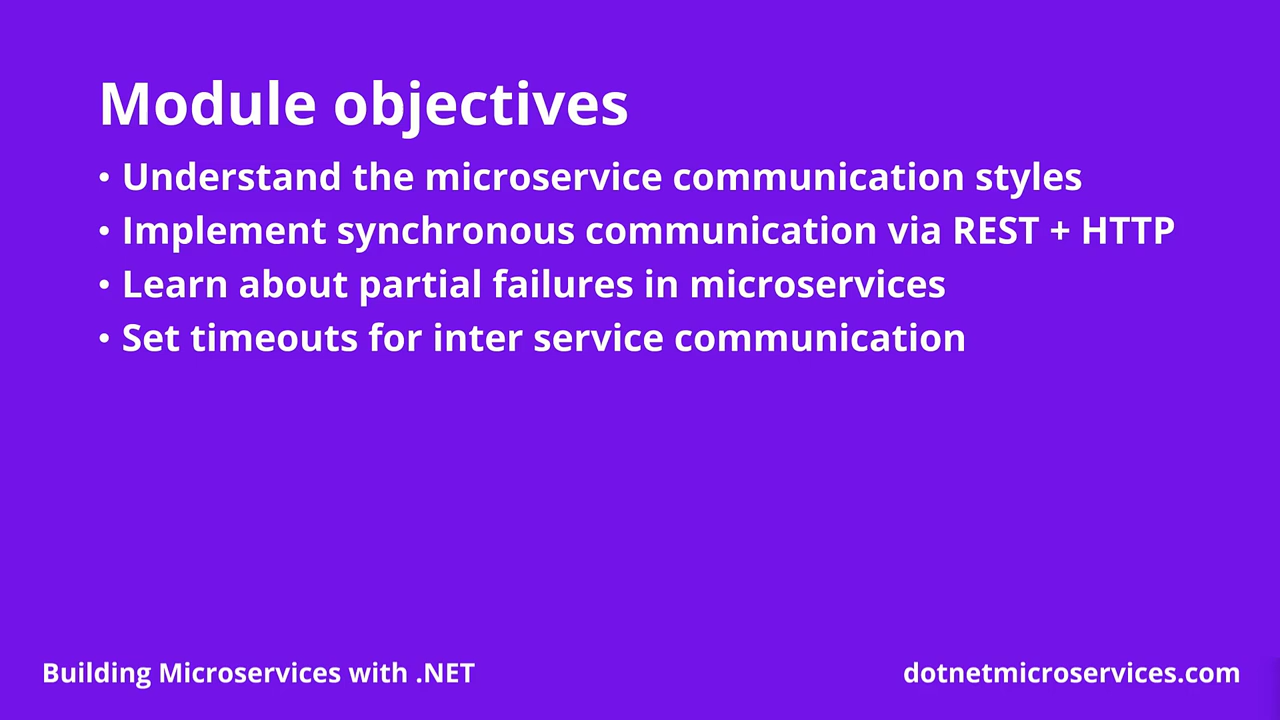 Module objectives
• Understand the microservice communication styles
• Implement synchronous communication via REST + HTTP
• Learn about partial failures in microservices
• Set timeouts for inter service communication
Building Microservices with .NET
dotnetmicroservices.com